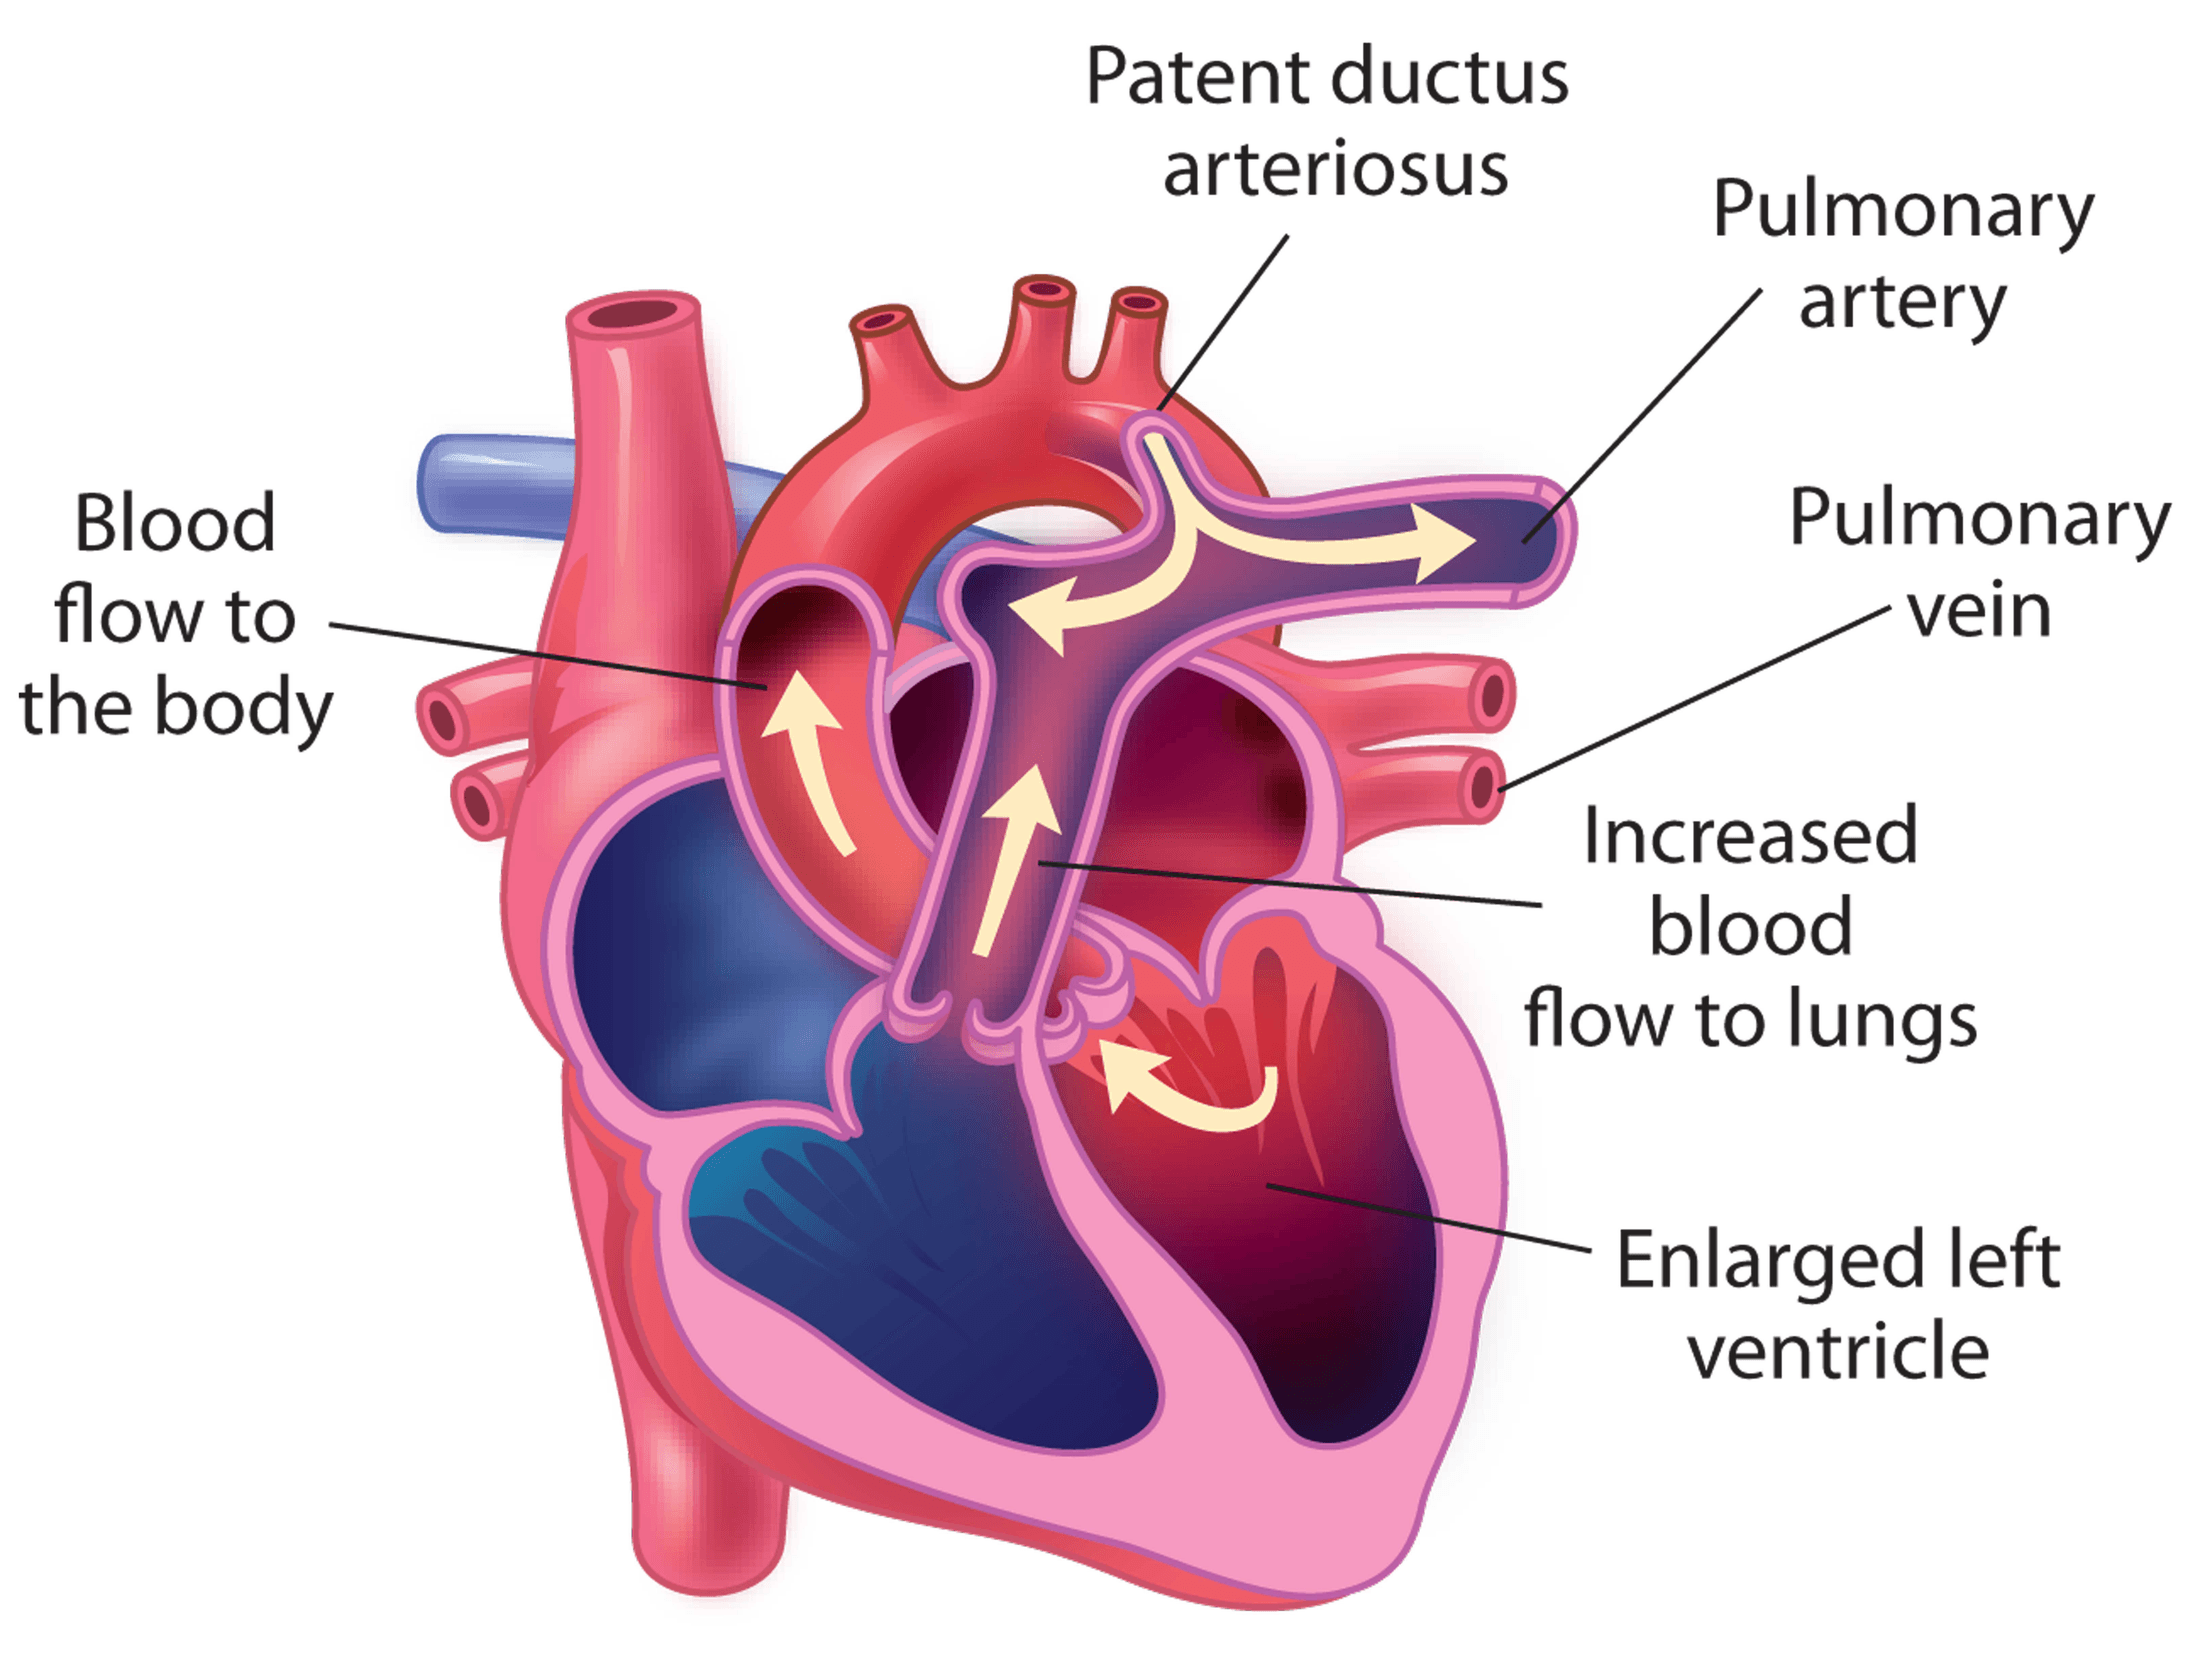 Patent ductus
arteriosus
Pulmonary
artery
Blood
flow to
the body
Pulmonary
vein
Increased
blood
flow to lungs
Enlarged left
ventricle